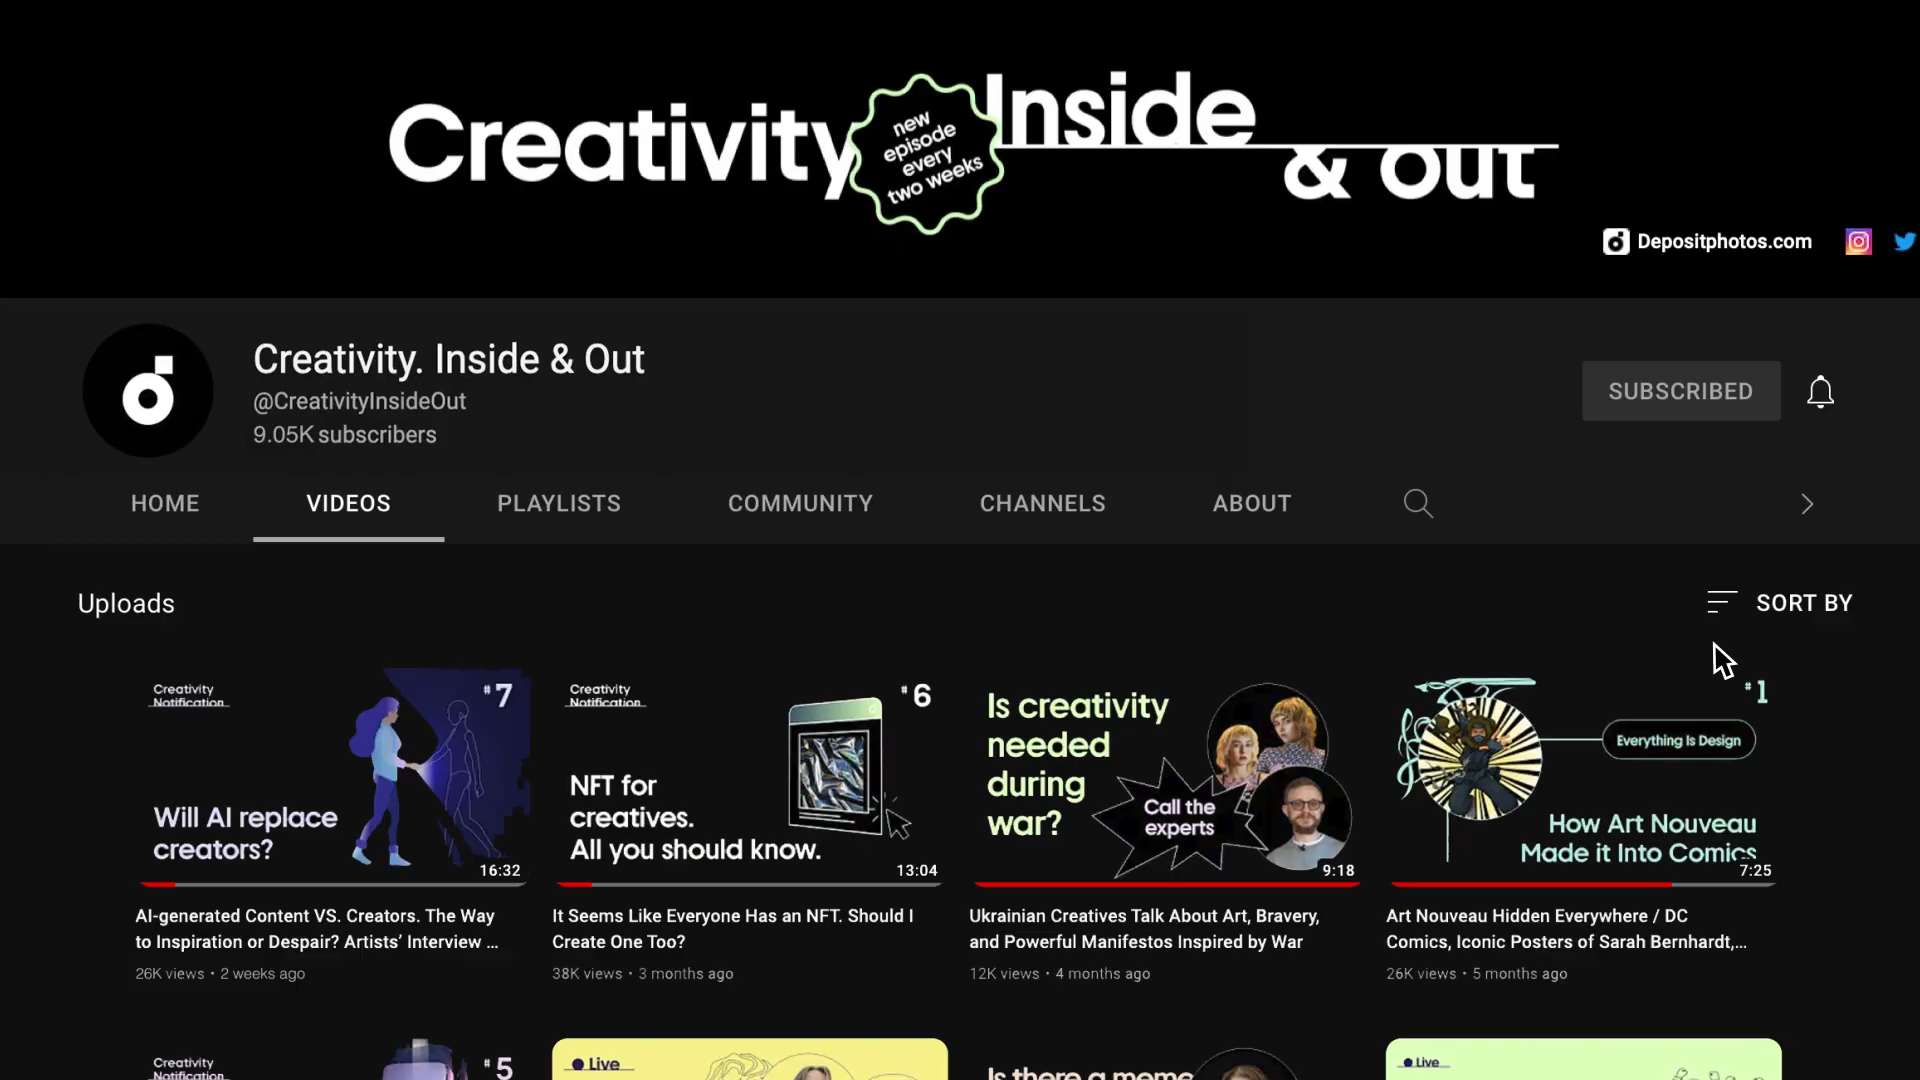 Creativity
new
episode
every
two weeks
Inside
& out
Depositphotos.com
Creativity. Inside & Out
@CreativityInsideOut
9.05K subscribers
SUBSCRIBED
HOME
VIDEOS
PLAYLISTS
COMMUNITY
CHANNELS
ABOUT
Uploads
SORT BY
Creativity
Notification
#7
Will AI replace
creators?
16:32
AI-generated Content VS. Creators. The Way
to Inspiration or Despair? Artists’ Interview ...
26K views • 2 weeks ago
Creativity
Notification
#6
NFT for
creatives.
All you should know.
13:04
It Seems Like Everyone Has an NFT. Should I
Create One Too?
38K views • 3 months ago
Is creativity
needed
during
war?
Call the
experts
9:18
Ukrainian Creatives Talk About Art, Bravery,
and Powerful Manifestos Inspired by War
12K views • 4 months ago
#1
Everything Is Design
How Art Nouveau
Made it Into Comics
7:25
Art Nouveau Hidden Everywhere / DC
Comics, Iconic Posters of Sarah Bernhardt,...
26K views • 5 months ago
Creativity
Notification
#5
Live
Is there a meme
Live